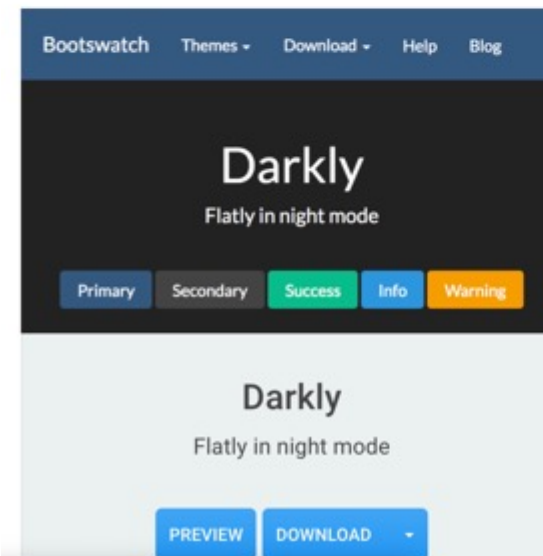 Bootswatch Themes Download Help Blog
Darkly
Flatly in night mode
Primary Secondary Success Info Warning
Darkly
Flatly in night mode
PREVIEW DOWNLOAD